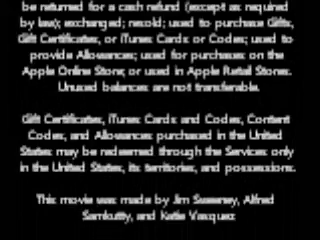 be returned for a cash refund (except as required
by law); exchanged; resold; used to purchase Gifts,
Gift Certificates, or iTunes Cards or Codes; used to
provide Allowances; used for purchases on the
Apple Online Store; or used in Apple Retail Stores.
Unused balances are not transferable.
Gift Certificates, iTunes Cards and Codes, Content
Codes, and Allowances purchased in the United
States may be redeemed through the Services only
in the United States, its territories, and possessions.
This movie was made by Jim Sweeney, Alfred
Samkutty, and Katie Vasquez